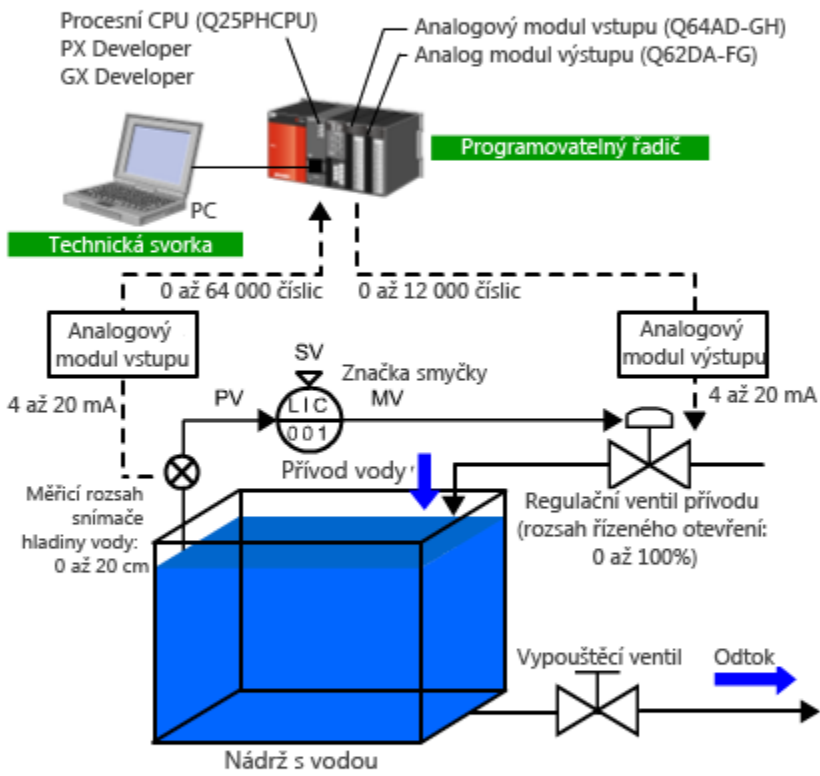 Procesní CPU (Q25PHCPU)
PX Developer
GX Developer
Analogový modul vstupu (Q64AD-GH)
Analog modul výstupu (Q62DA-FG)
Programovatelný řadič
PC
Technická svorka
0 až 64 000 číslic
0 až 12 000 číslic
Analogový
modul vstupu
Analogový
modul výstupu
SV
Značka smyčky
4 až 20 mA
PV
LIC
001
MV
4 až 20 mA
Přívod vody
Měřicí rozsah
snímače
hladiny vody:
0 až 20 cm
Regulační ventil přívodu
(rozsah řízeného otevření:
0 až 100%)
Vypouštěcí ventil
Odtok
Nádrž s vodou